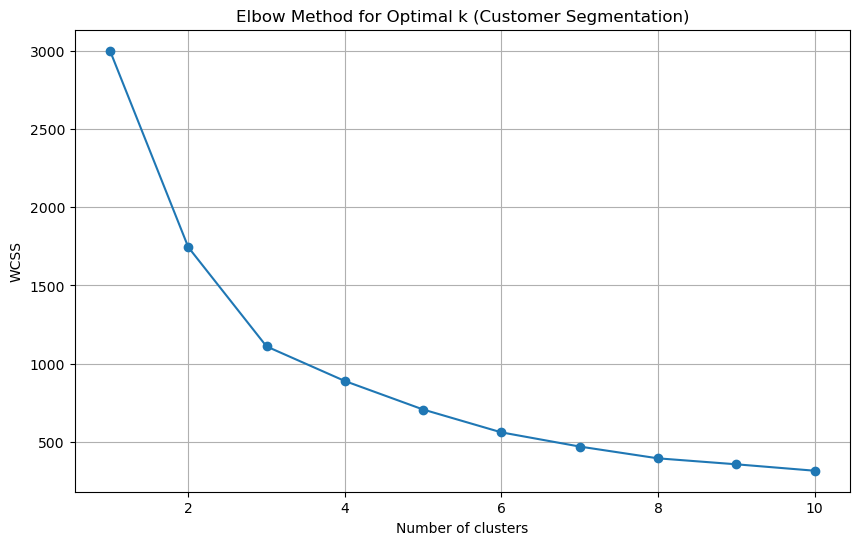 Elbow Method for Optimal k (Customer Segmentation)
3000
2500
2000
1500
1000
500
WCSS
2 4 6 8 10
Number of clusters